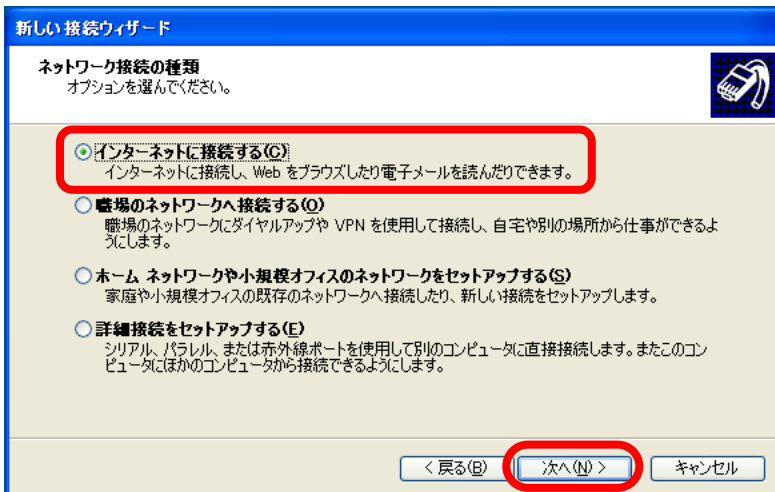 新しい接続ウィザード
ネットワーク接続の種類
オプションを選んでください。
インターネットに接続する(C)
インターネットに接続し、Web をブラウズしたり電子メールを読んだりできます。
職場のネットワークへ接続する(O)
職場のネットワークにダイヤルアップや VPN を使用して接続し、自宅や別の場所から仕事ができるよ
うにします。
ホーム ネットワークや小規模オフィスのネットワークをセットアップする(S)
家庭や小規模オフィスの既存のネットワークへ接続したり、新しい接続をセットアップします。
詳細接続をセットアップする(E)
シリアル、パラレル、または赤外線ポートを使用して別のコンピュータに直接接続します。またこのコン
ピュータにほかのコンピュータから接続できるようにします。
< 戻る(B) 次へ(N) > キャンセル